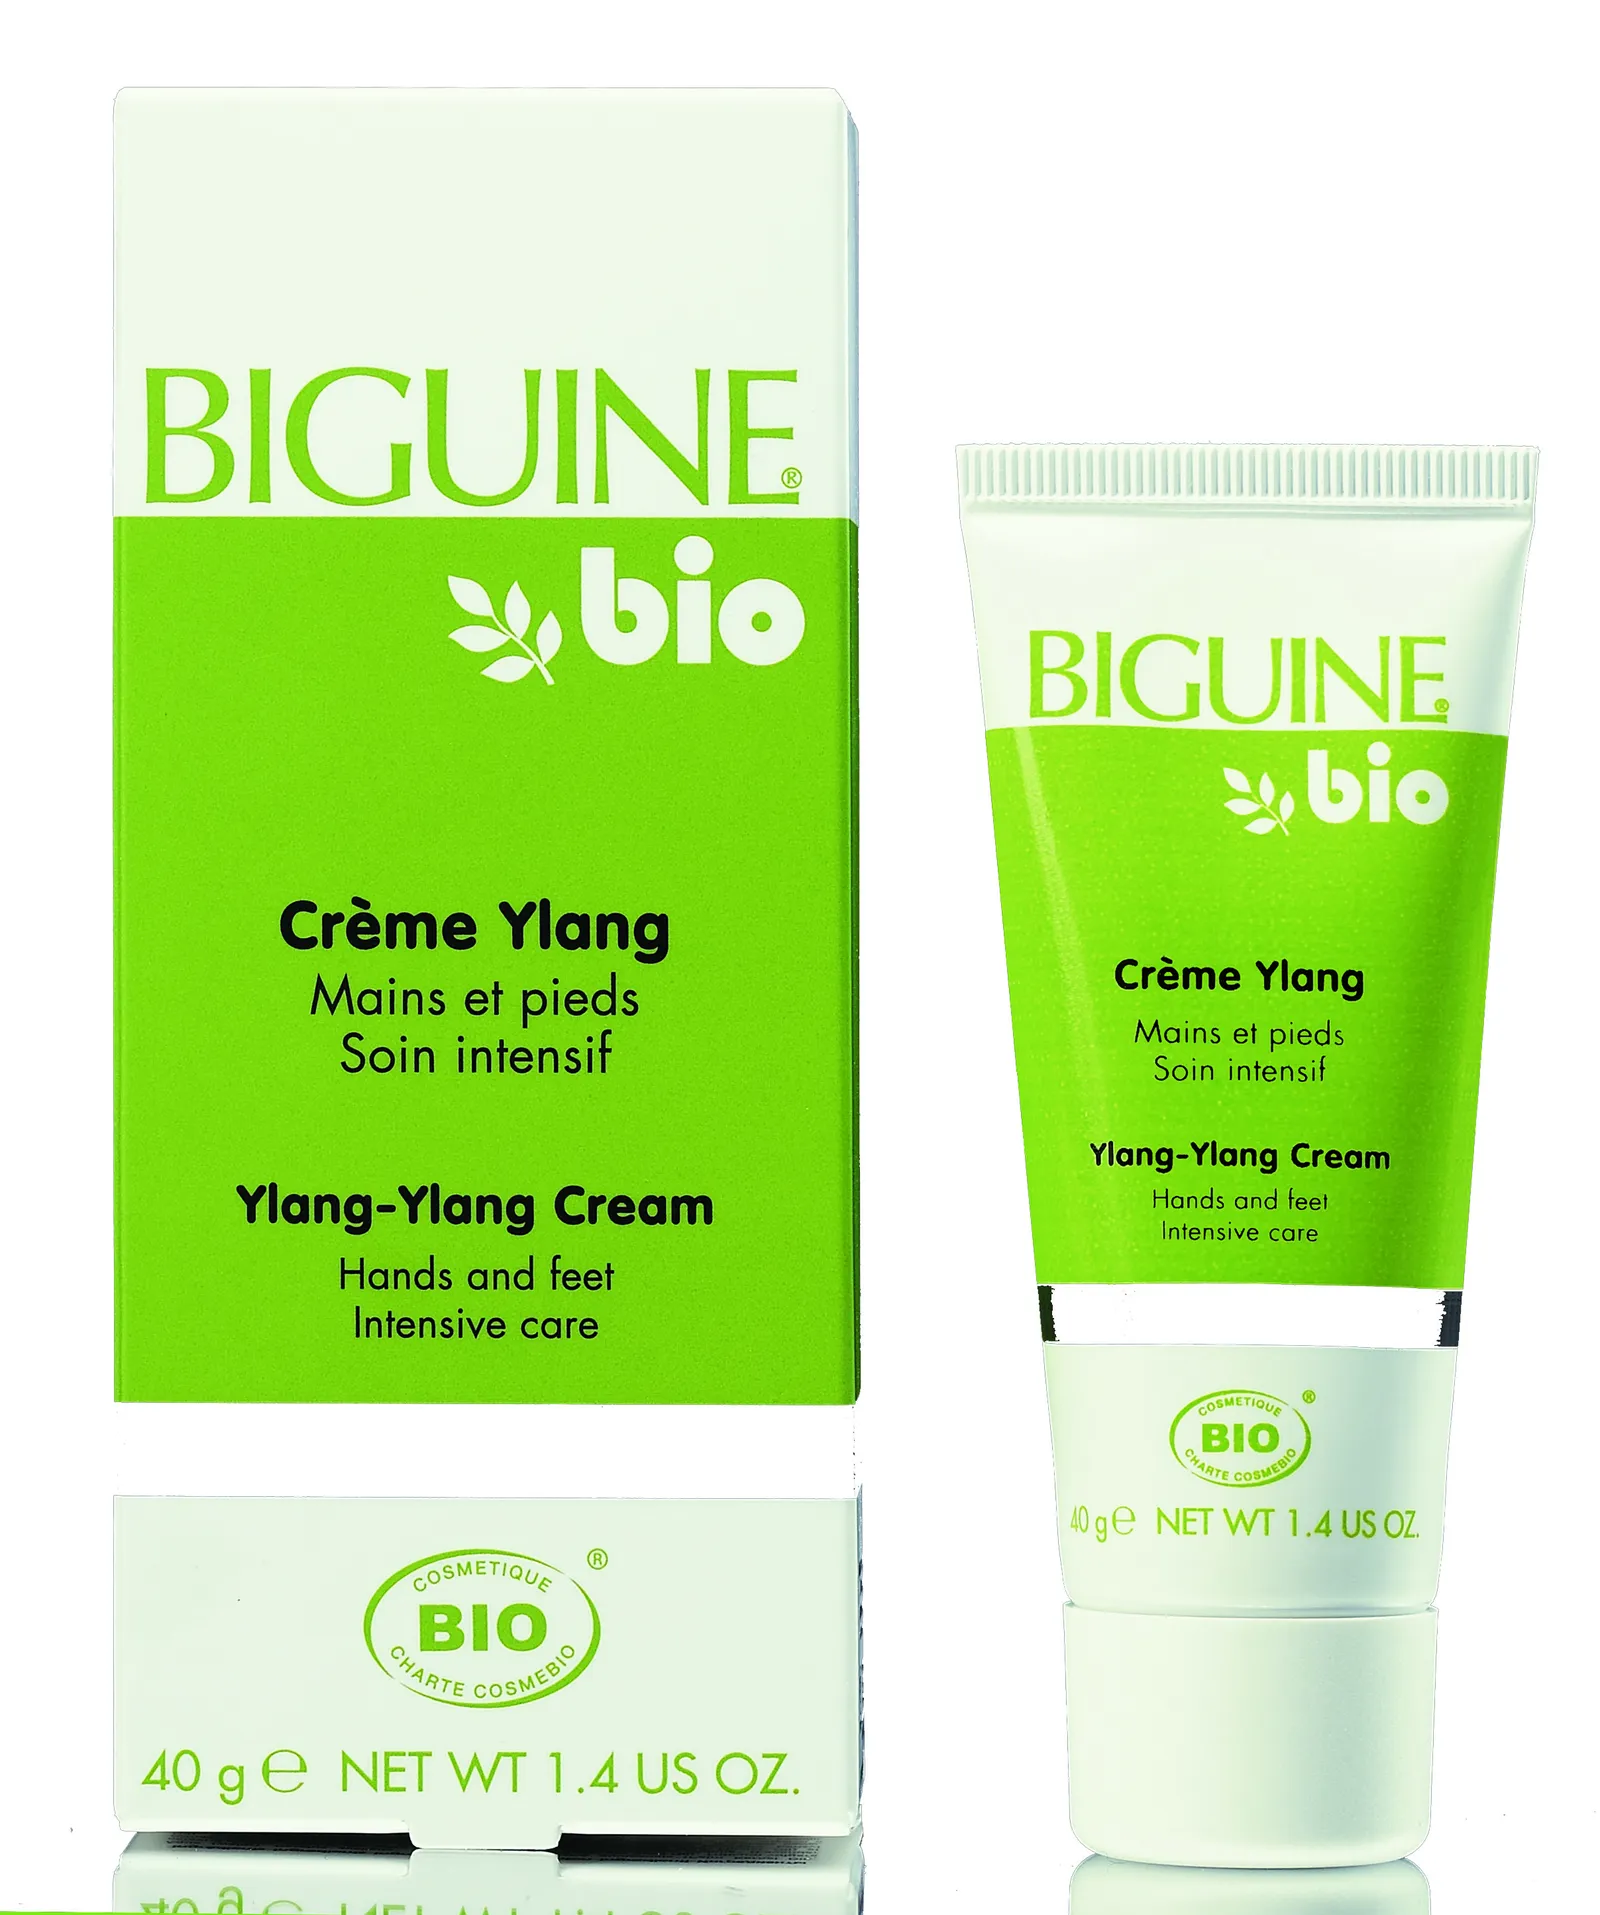 BIGUINE®
bio
Crème Ylang
Mains et pieds
Soin intensif
Ylang-Ylang Cream
Hands and feet
Intensive care
COSMETIQUE ®
BIO
CHARTE COSMEBIO
40 g ℮ NET WT 1.4 US OZ.
BIGUINE®
bio
Crème Ylang
Mains et pieds
Soin intensif
Ylang-Ylang Cream
Hands and feet
Intensive care
COSMETIQUE ®
BIO
CHARTE COSMEBIO
40 g ℮ NET WT 1.4 US OZ.